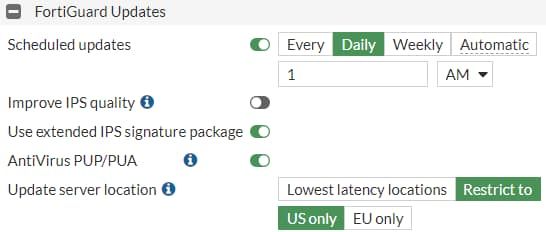 FortiGuard Updates
Scheduled updates Every Daily Weekly Automatic
1 AM
Improve IPS quality
Use extended IPS signature package
AntiVirus PUP/PUA
Update server location Lowest latency locations Restrict to
US only EU only